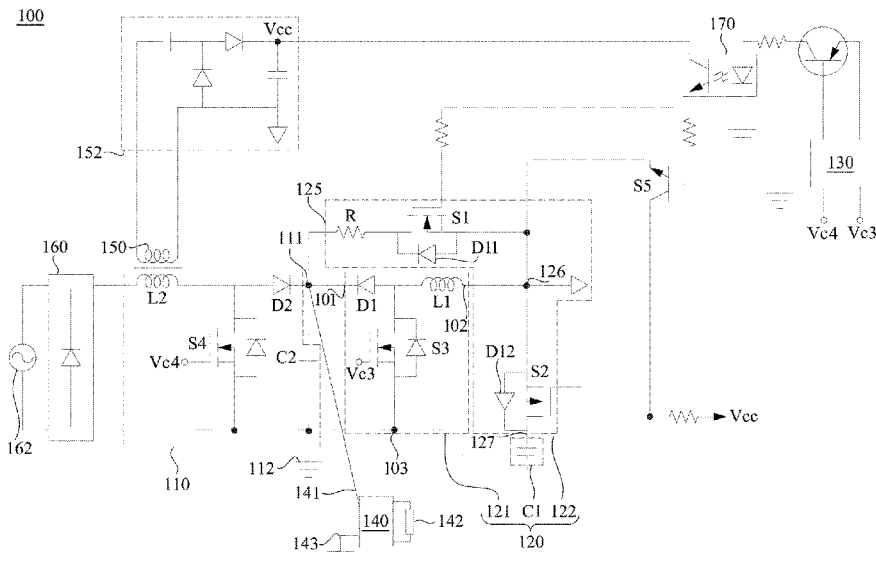 100
Vcc
170
152
130
125
S5
R
S1
150
111
D11
Vc4 Vc3
160
126
L2
D2
101
D1
L1
102
S4
C2
Vc4
Vc3
S3
D12
S2
Vcc
162
127
110
112
103
141
121 C1 122
120
140
142
143